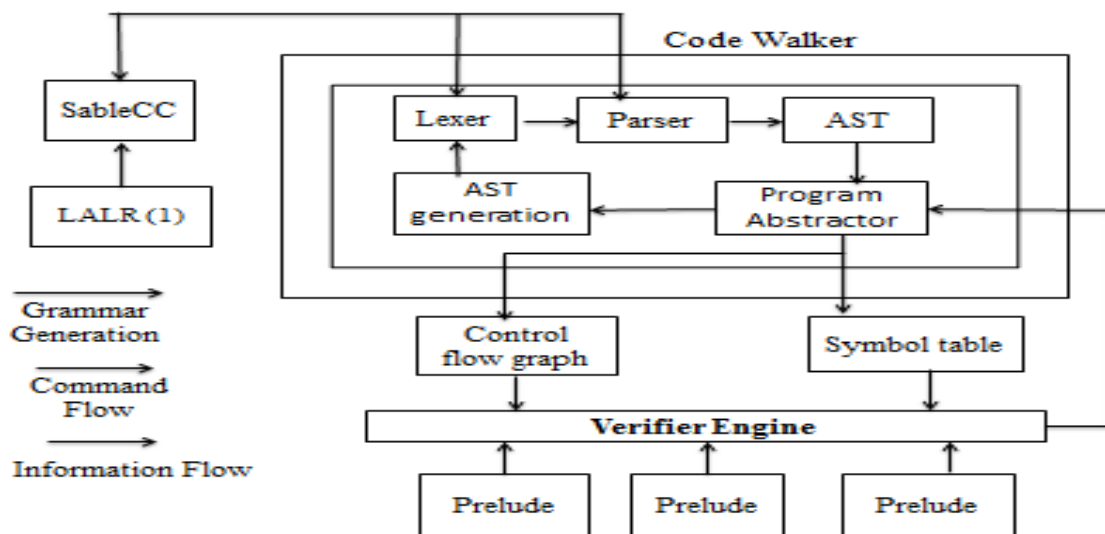 Code Walker
SableCC
Lexer
Parser
AST
LALR (1)
AST
generation
Program
Abstractor
Grammar
Generation
Command
Flow
Information Flow
Control
flow graph
Symbol table
Verifier Engine
Prelude
Prelude
Prelude